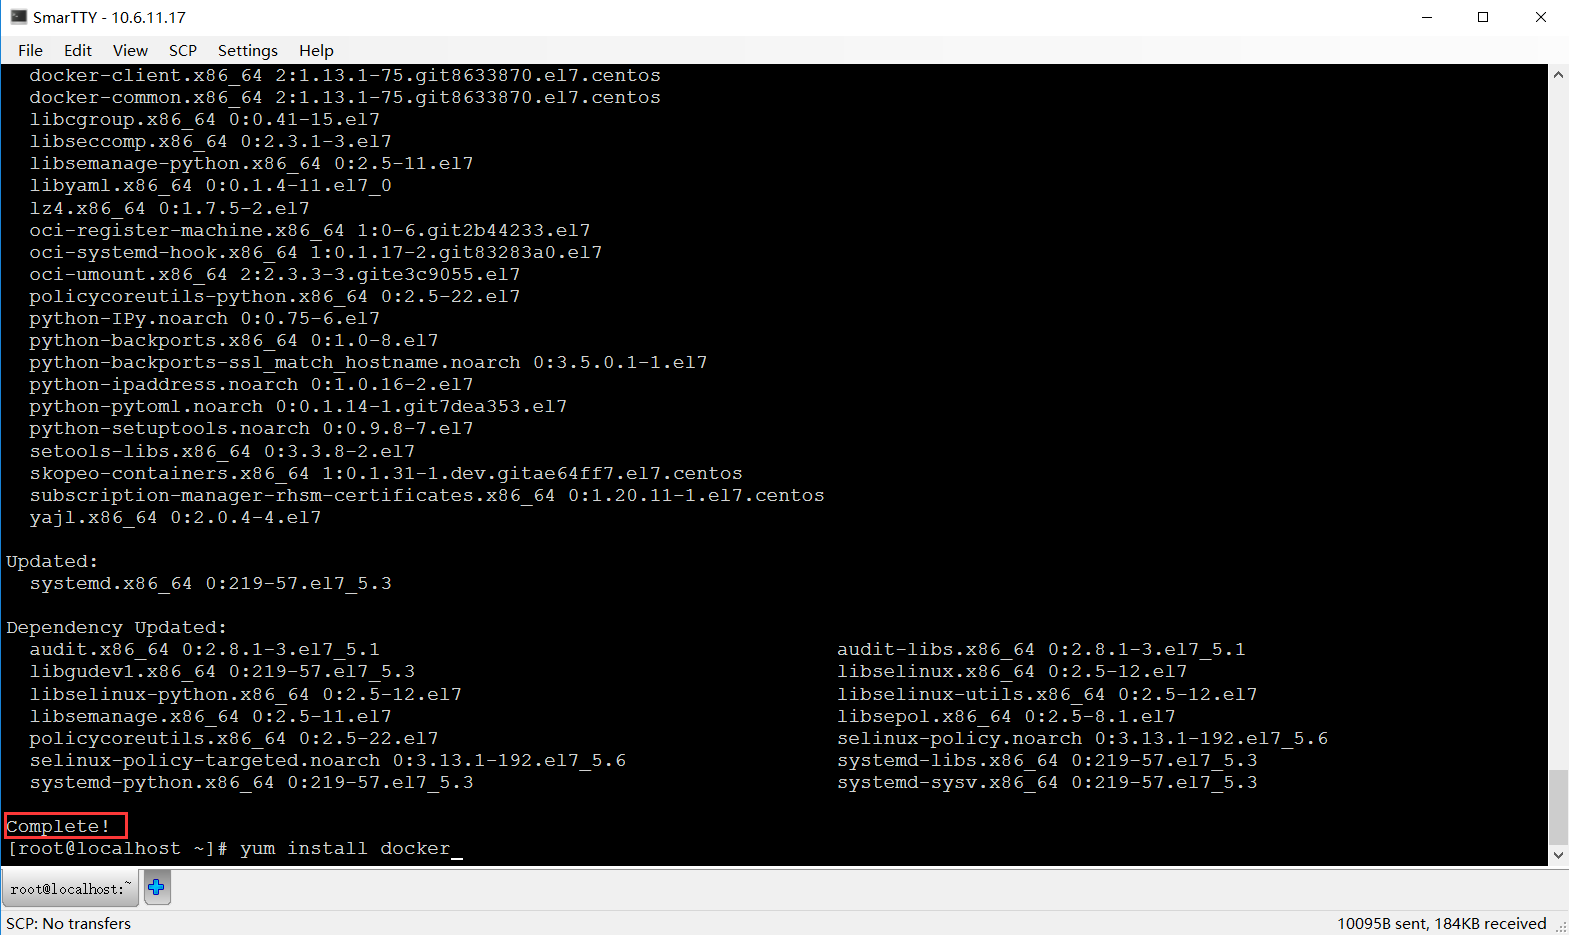 SmarTTY - 10.6.11.17
File Edit View SCP Settings Help
docker-client.x86_64 2:1.13.1-75.git8633870.el7.centos
docker-common.x86_64 2:1.13.1-75.git8633870.el7.centos
libcgroup.x86_64 0:0.41-15.el7
libseccomp.x86_64 0:2.3.1-3.el7
libsemanage-python.x86_64 0:2.5-11.el7
libyaml.x86_64 0:0.1.4-11.el7_0
lz4.x86_64 0:1.7.5-2.el7
oci-register-machine.x86_64 1:0-6.git2b44233.el7
oci-systemd-hook.x86_64 1:0.1.17-2.git83283a0.el7
oci-umount.x86_64 2:2.3.3-3.gite3c9055.el7
policycoreutils-python.x86_64 0:2.5-22.el7
python-IPy.noarch 0:0.75-6.el7
python-backports.x86_64 0:1.0-8.el7
python-backports-ssl_match_hostname.noarch 0:3.5.0.1-1.el7
python-ipaddress.noarch 0:1.0.16-2.el7
python-pytoml.noarch 0:0.1.14-1.git7dea353.el7
python-setuptools.noarch 0:0.9.8-7.el7
setools-libs.x86_64 0:3.3.8-2.el7
skopeo-containers.x86_64 1:0.1.31-1.dev.gitae64ff7.el7.centos
subscription-manager-rhsm-certificates.x86_64 0:1.20.11-1.el7.centos
yajl.x86_64 0:2.0.4-4.el7
Updated:
systemd.x86_64 0:219-57.el7_5.3
Dependency Updated:
audit.x86_64 0:2.8.1-3.el7_5.1 audit-libs.x86_64 0:2.8.1-3.el7_5.1
libgudev1.x86_64 0:219-57.el7_5.3 libselinux.x86_64 0:2.5-12.el7
libselinux-python.x86_64 0:2.5-12.el7 libselinux-utils.x86_64 0:2.5-12.el7
libsemanage.x86_64 0:2.5-11.el7 libsepol.x86_64 0:2.5-8.1.el7
policycoreutils.x86_64 0:2.5-22.el7 selinux-policy.noarch 0:3.13.1-192.el7_5.6
selinux-policy-targeted.noarch 0:3.13.1-192.el7_5.6 systemd-libs.x86_64 0:219-57.el7_5.3
systemd-python.x86_64 0:219-57.el7_5.3 systemd-sysv.x86_64 0:219-57.el7_5.3
Complete!
[root@localhost ~]# yum install docker_
root@localhost:~
SCP: No transfers 10095B sent, 184KB received